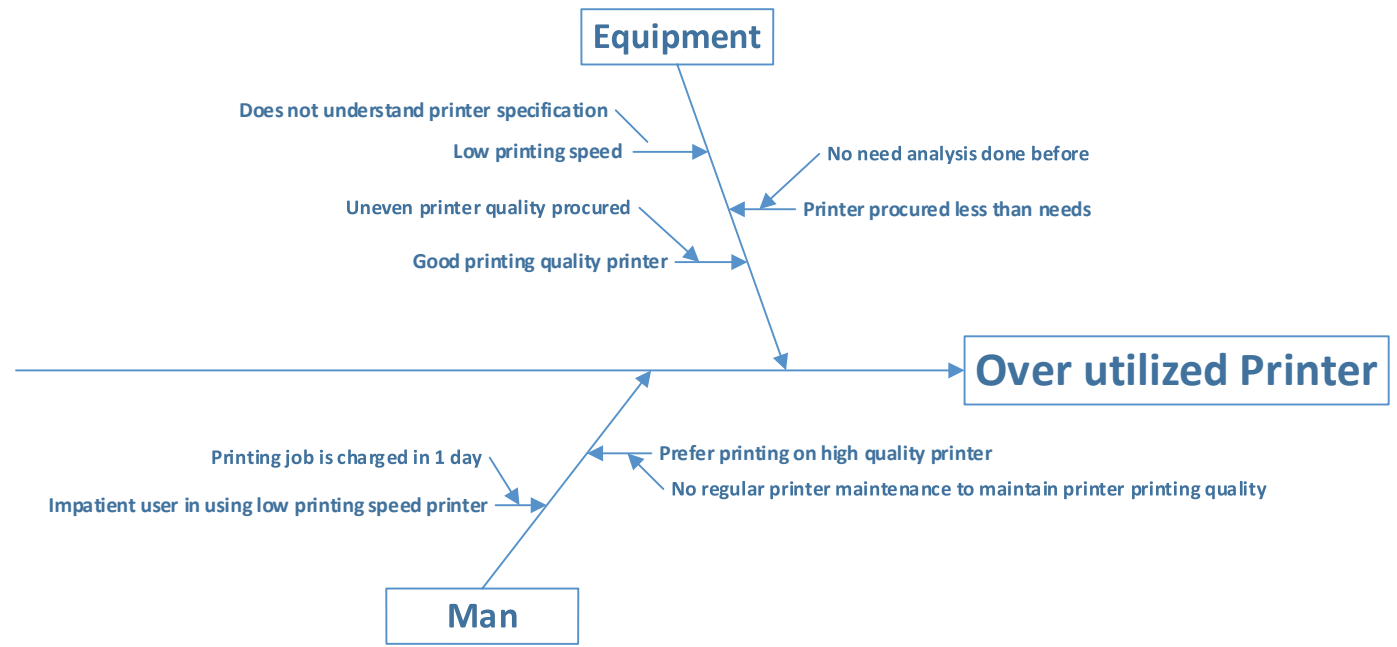 Equipment
Does not understand printer specification
Low printing speed
No need analysis done before
Uneven printer quality procured
Printer procured less than needs
Good printing quality printer
Over utilized Printer
Printing job is charged in 1 day
Prefer printing on high quality printer
No regular printer maintenance to maintain printer printing quality
Impatient user in using low printing speed printer
Man